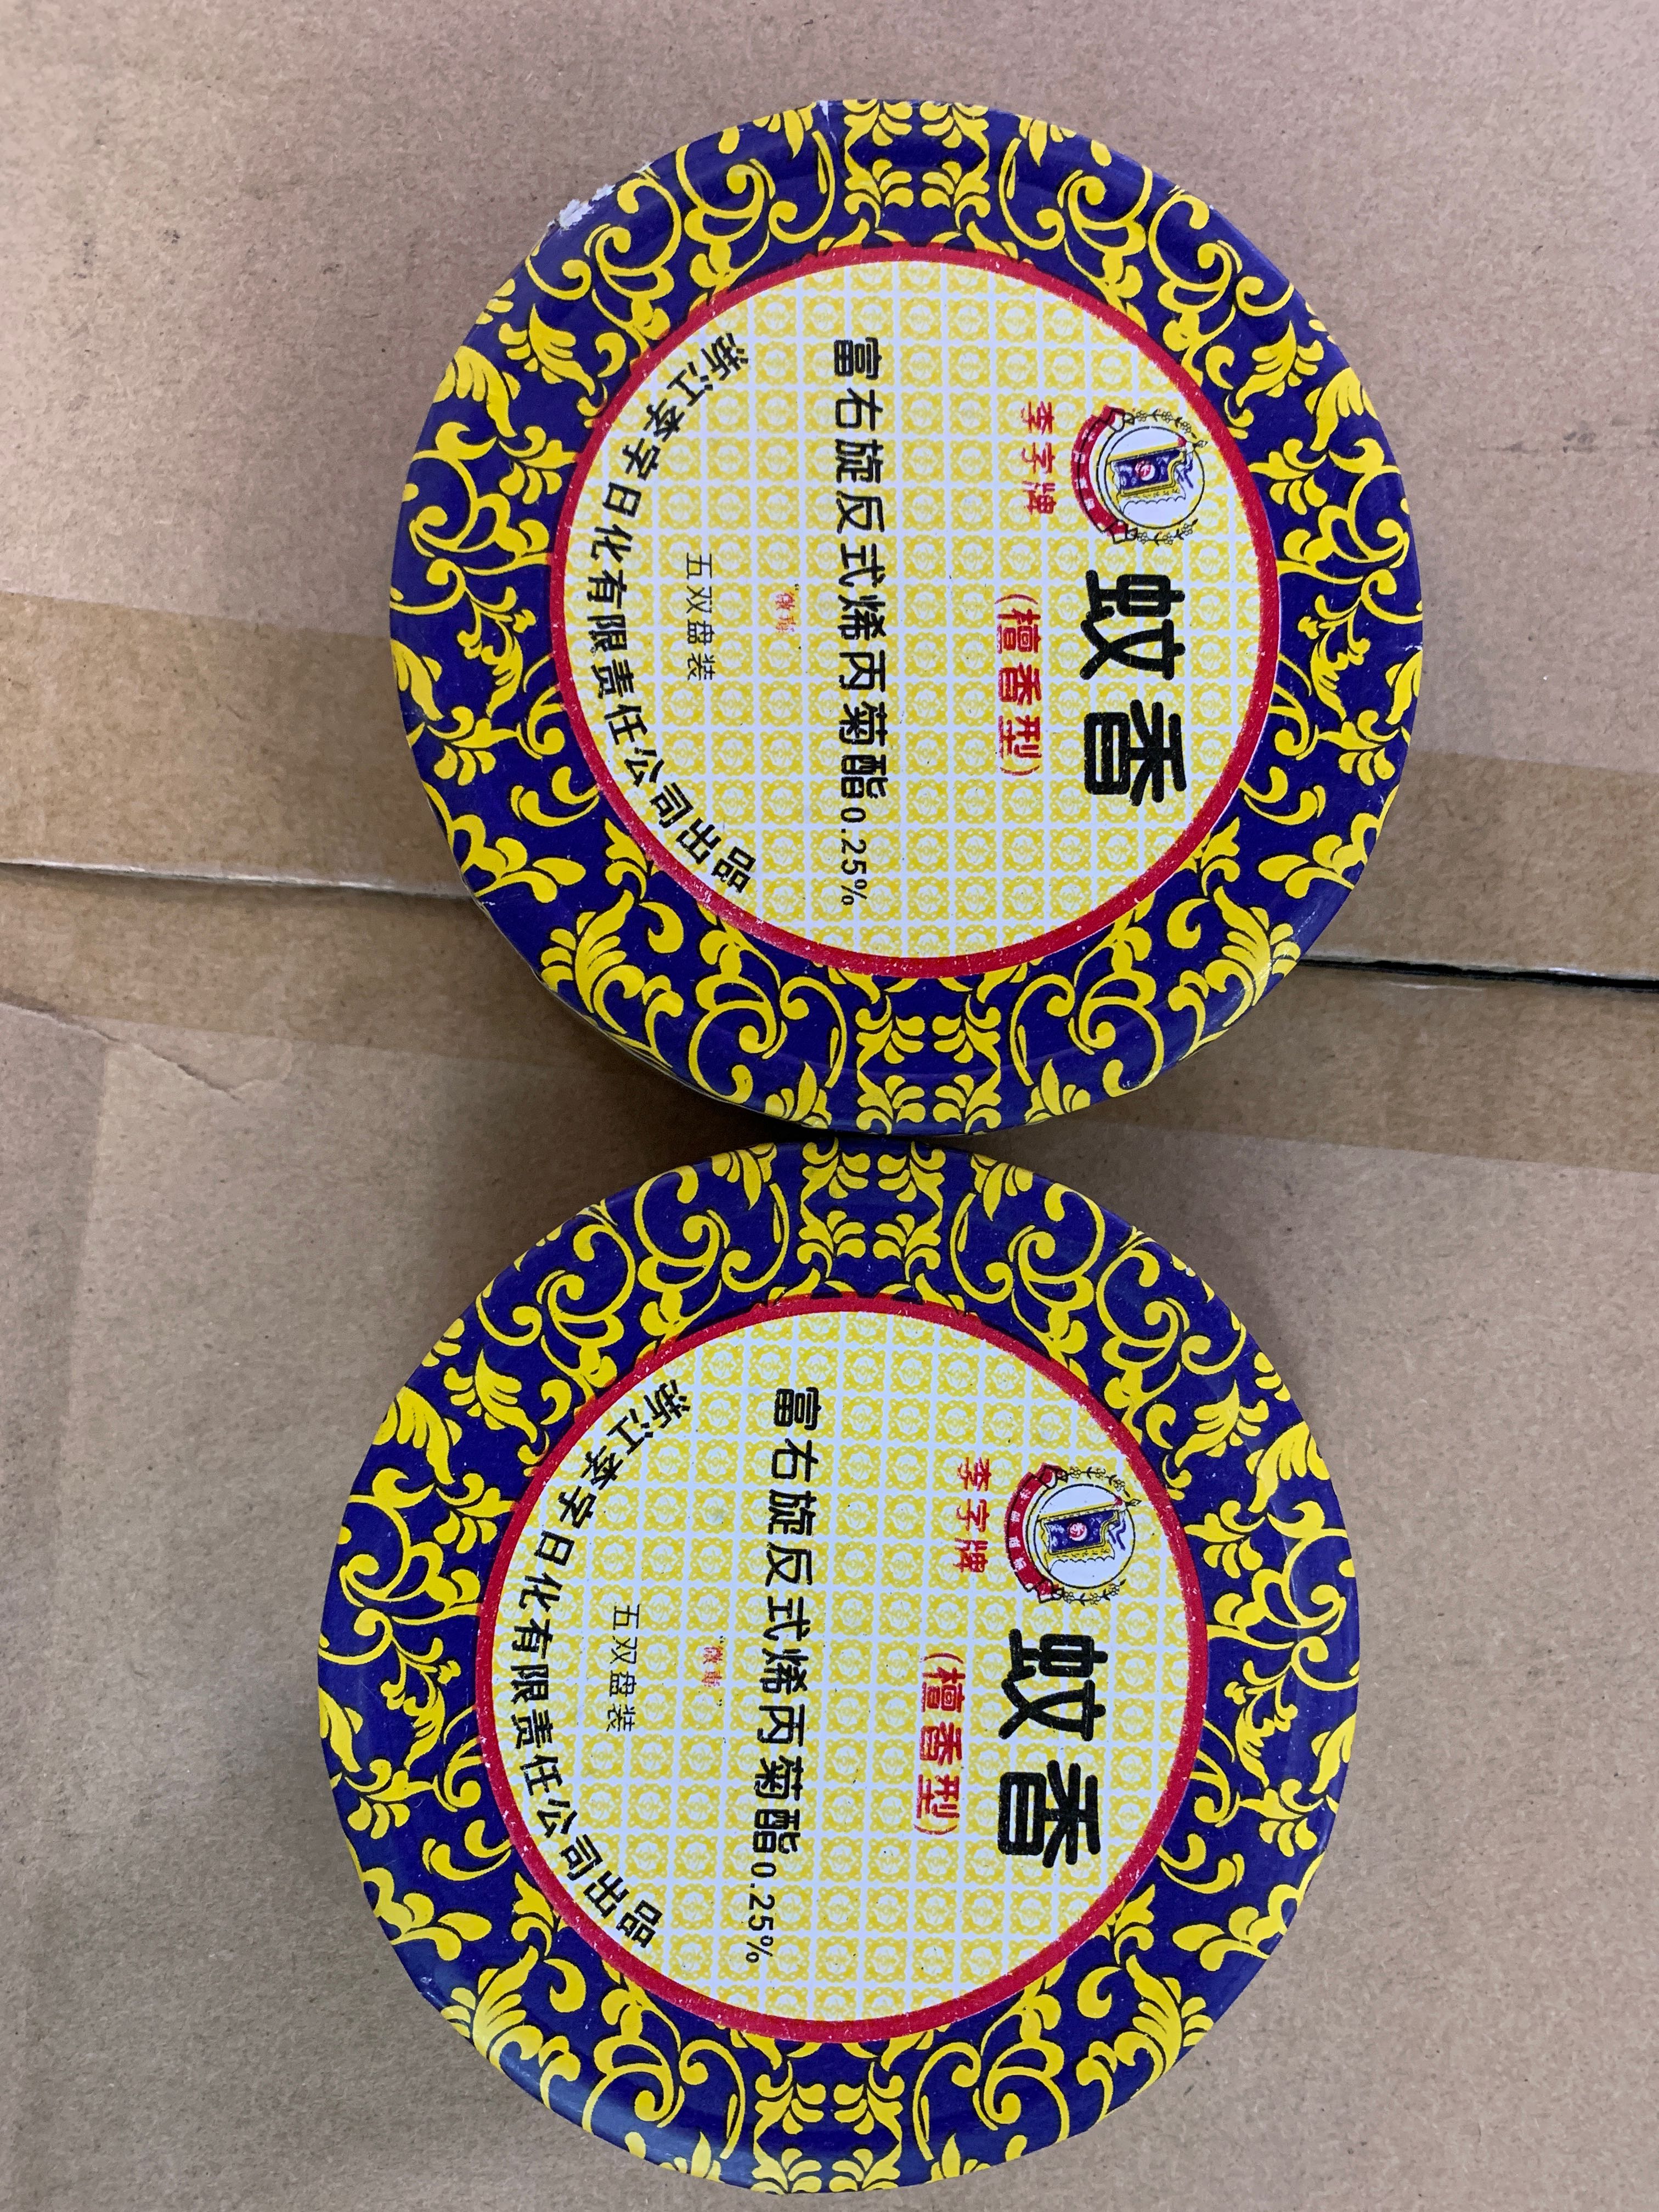 李字牌
蚊香
(檀香型)
富右旋反式烯丙菊酯0.25%
"微毒"
五双盘装
浙江李字日化有限责任公司出品
李字牌
蚊香
(檀香型)
富右旋反式烯丙菊酯0.25%
"微毒"
五双盘装
浙江李字日化有限责任公司出品